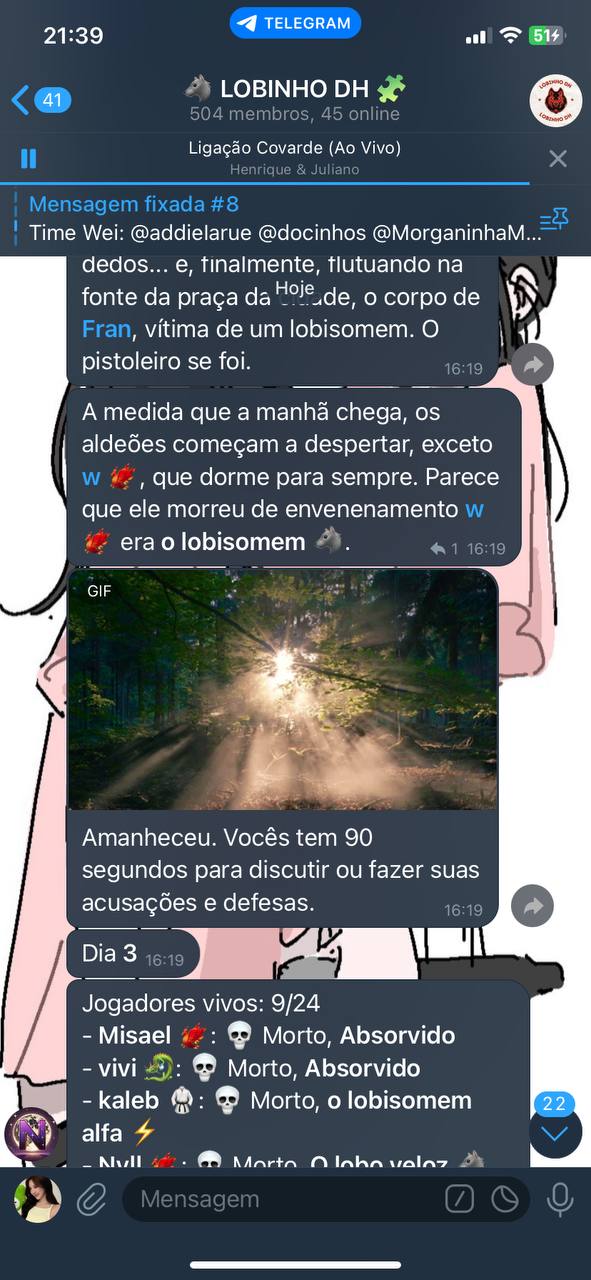 21:39
TELEGRAM
51
41
🐺 LOBINHO DH 🧩
504 membros, 45 online
LOBINHO DH
LOBINHO DH
Ligação Covarde (Ao Vivo)
Henrique & Juliano
Mensagem fixada #8
Time Wei: @addielarue @docinhos @MorganinhaM...
Hoje
dedos... e, finalmente, flutuando na
fonte da praça da cidade, o corpo de
Fran, vítima de um lobisomem. O
pistoleiro se foi.
16:19
A medida que a manhã chega, os
aldeões começam a despertar, exceto
w 🐲, que dorme para sempre. Parece
que ele morreu de envenenamento w
🐲 era o lobisomem 🐺.
1 16:19
GIF
Amanheceu. Vocês tem 90
segundos para discutir ou fazer suas
acusações e defesas.
16:19
Dia 3 16:19
Jogadores vivos: 9/24
- Misael 🐲: 💀 Morto, Absorvido
- vivi 🐉: 💀 Morto, Absorvido
- kaleb 🥋: 💀 Morto, o lobisomem
alfa ⚡
- Nyll 🐲: 💀 Morto, O lobo veloz 🐺
22
N
Mensagem